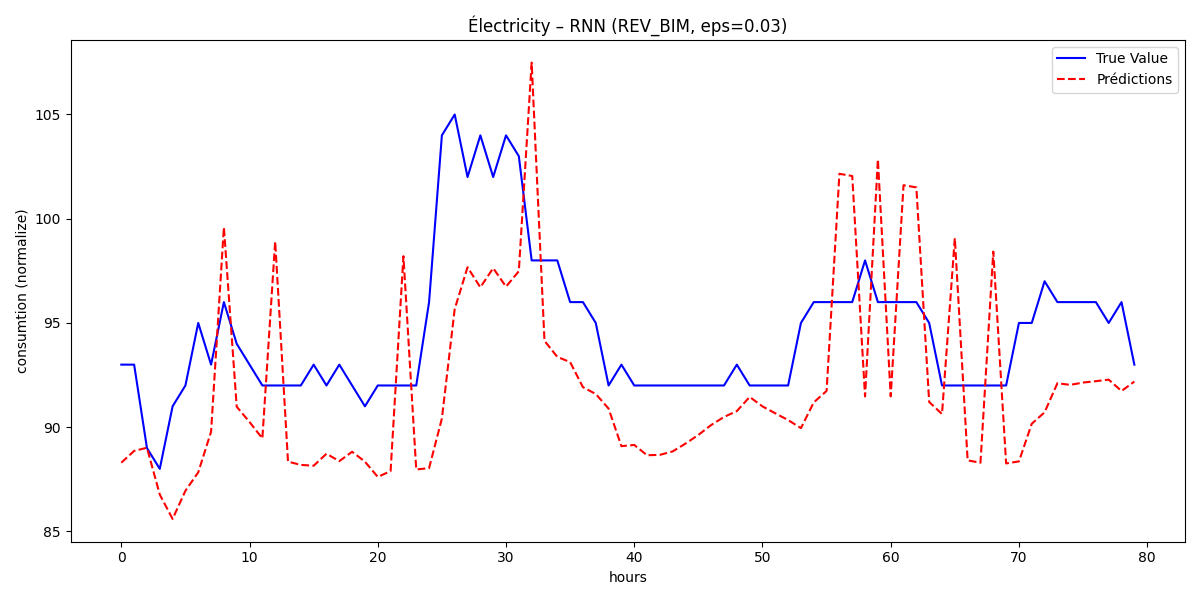 Électricity – RNN (REV_BIM, eps=0.03)
True Value
Prédictions
consumtion (normalize)
105
100
95
90
85
0 10 20 30 40 50 60 70 80
hours